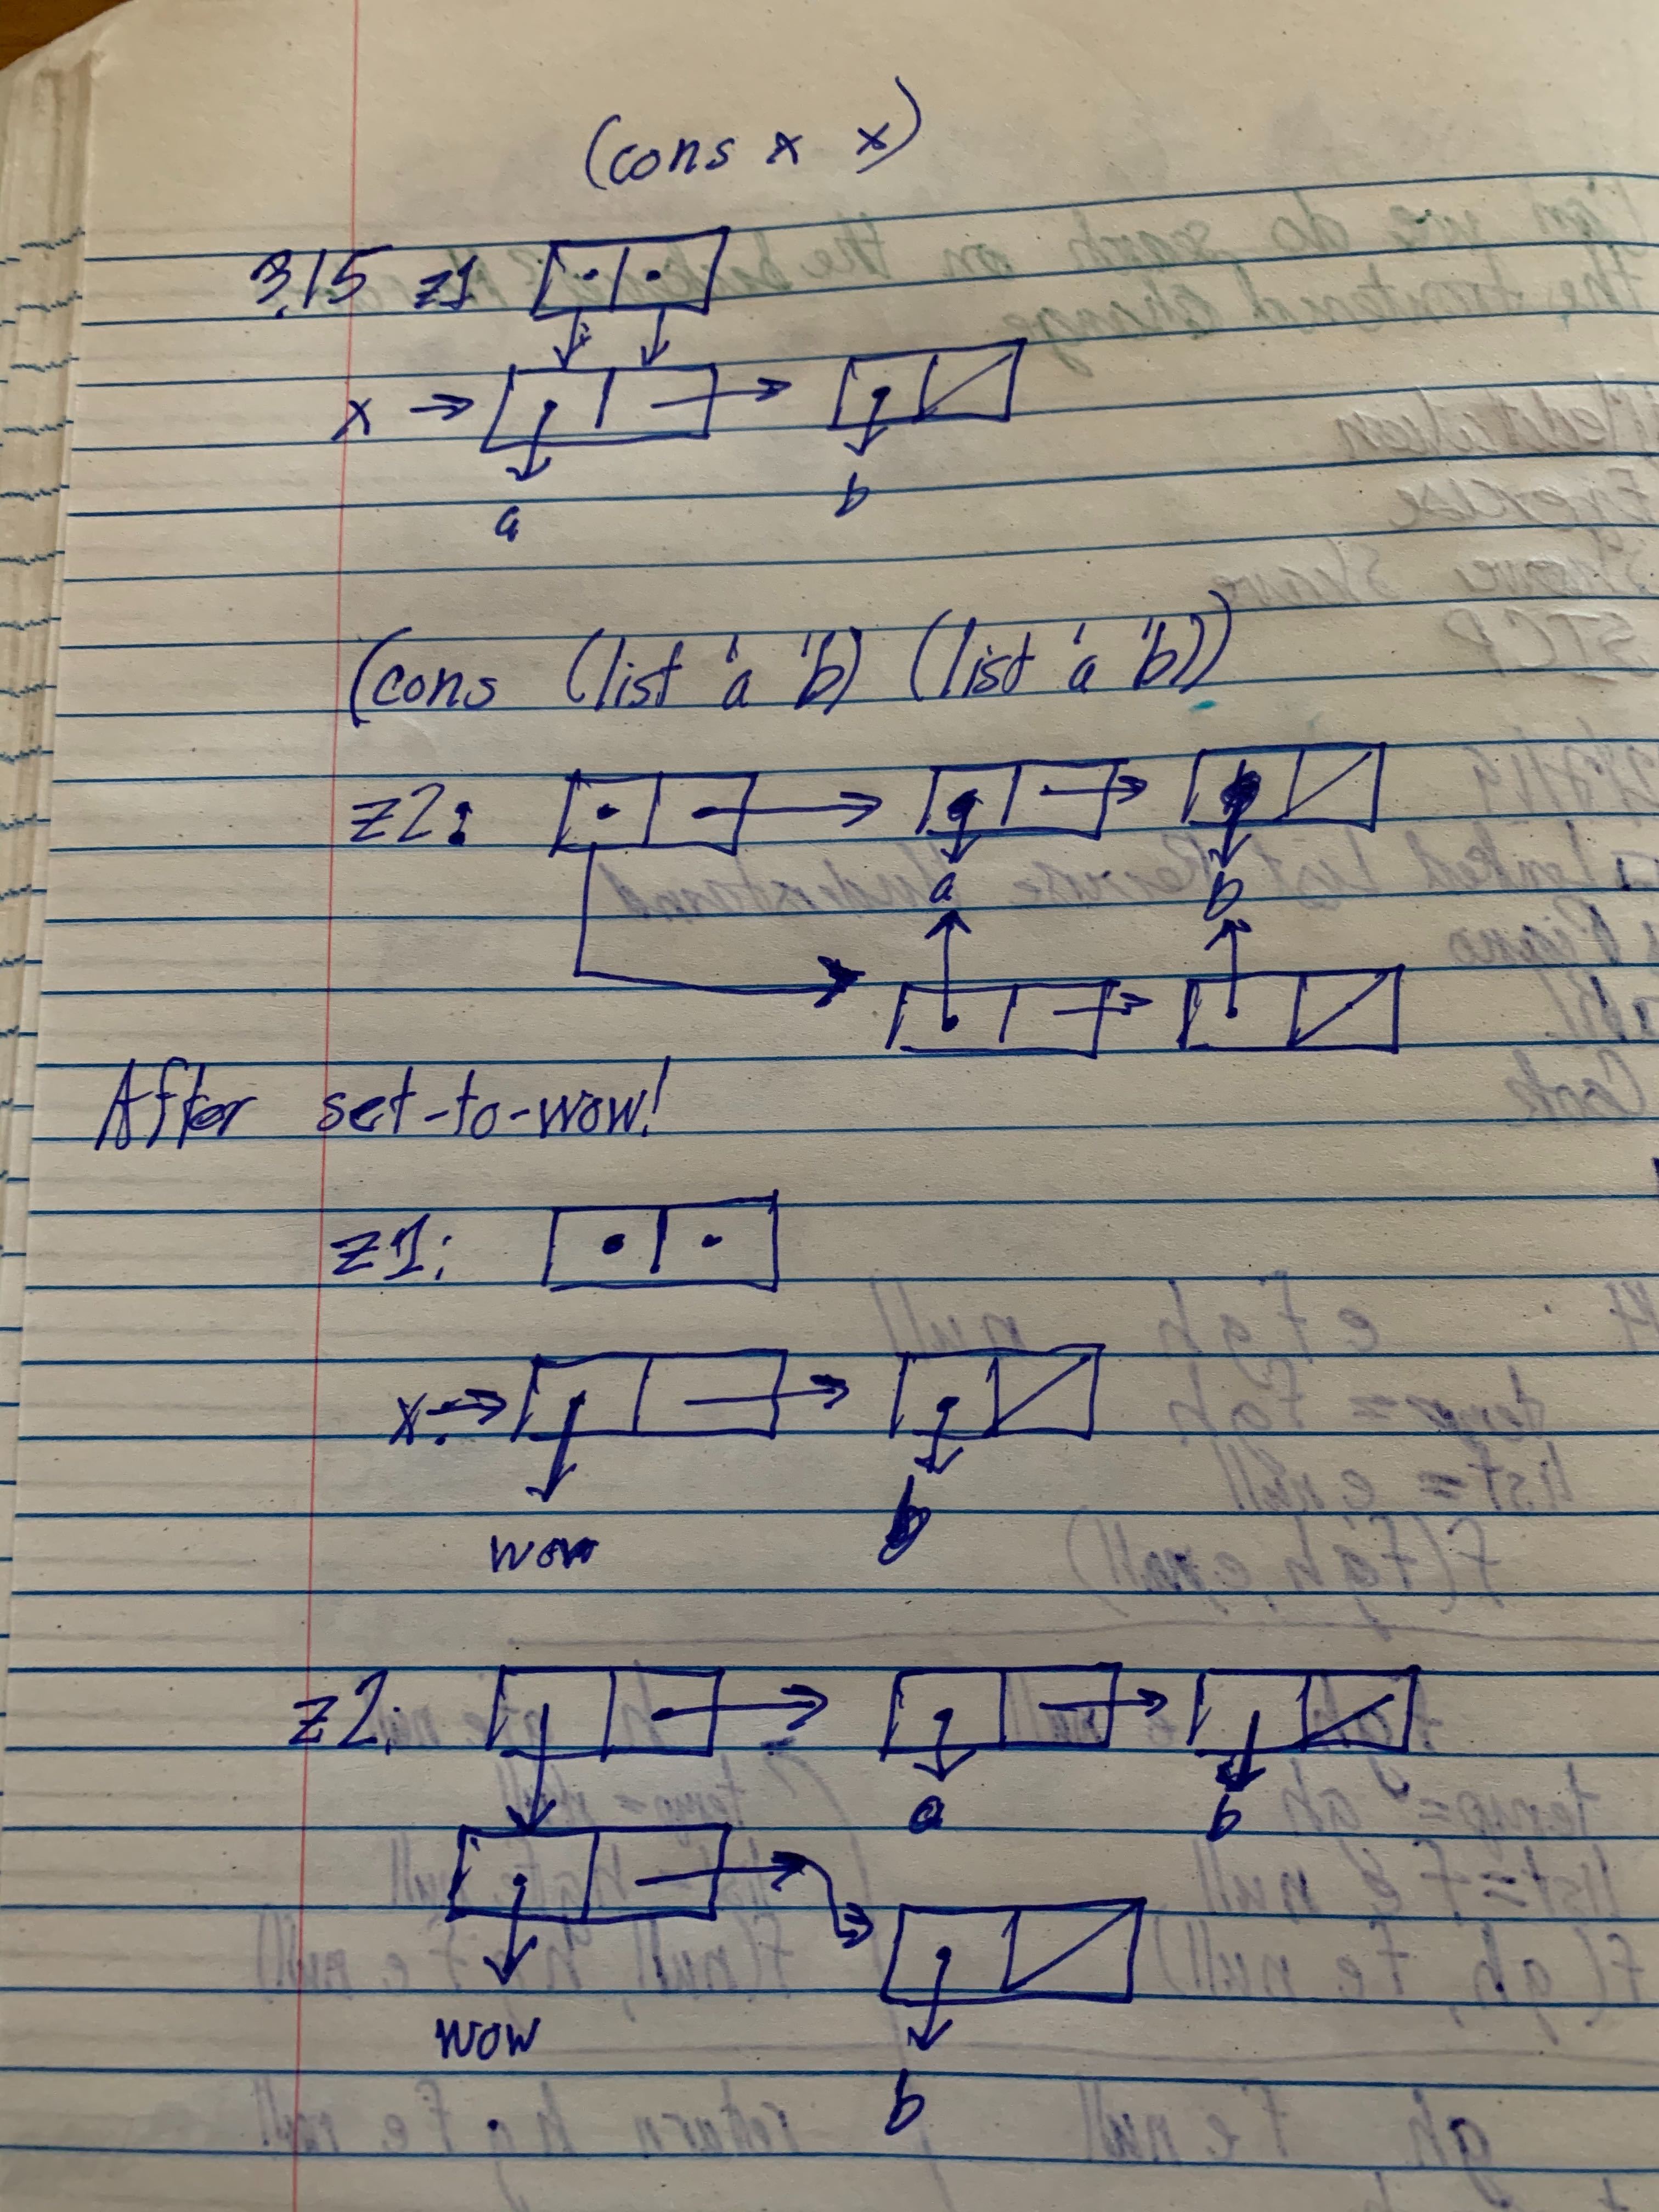 (cons x x)
3.15 z1
x →
a b
(cons (list 'a 'b) (list 'a 'b))
z2:
a b
After set-to-wow!
z1:
x: →
wow b
z2:
a b
wow
b